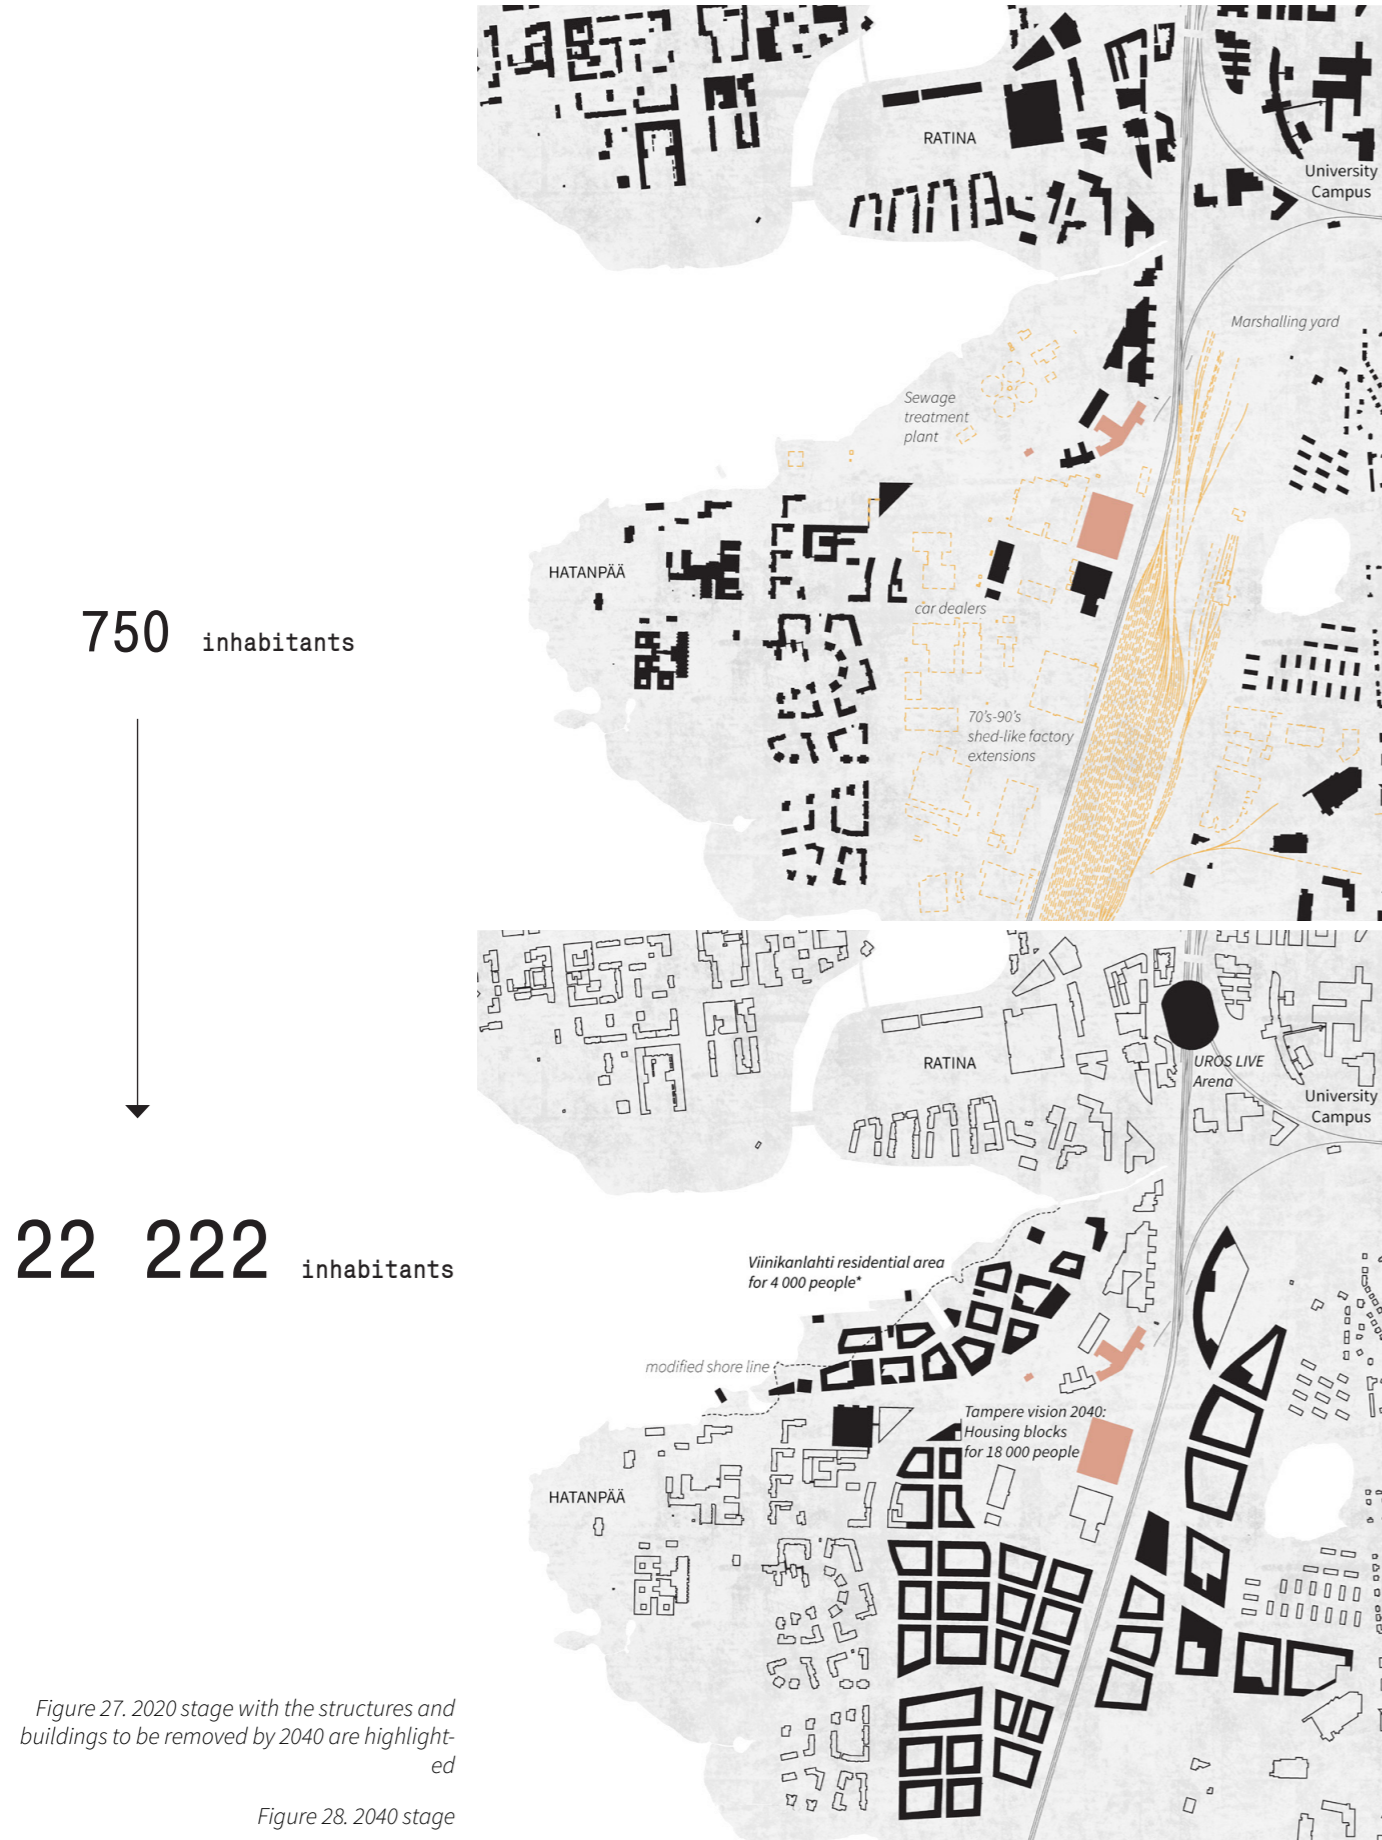 RATINA
University
Campus
Marshalling yard
Sewage
treatment
plant
HATANPÄÄ
car dealers
70's-90's
shed-like factory
extensions
750 inhabitants
22 222 inhabitants
RATINA
UROS LIVE
Arena
University
Campus
Viinikanlahti residential area
for 4 000 people*
modified shore line
Tampere vision 2040:
Housing blocks
for 18 000 people
HATANPÄÄ
Figure 27. 2020 stage with the structures and
buildings to be removed by 2040 are highlight-
ed
Figure 28. 2040 stage